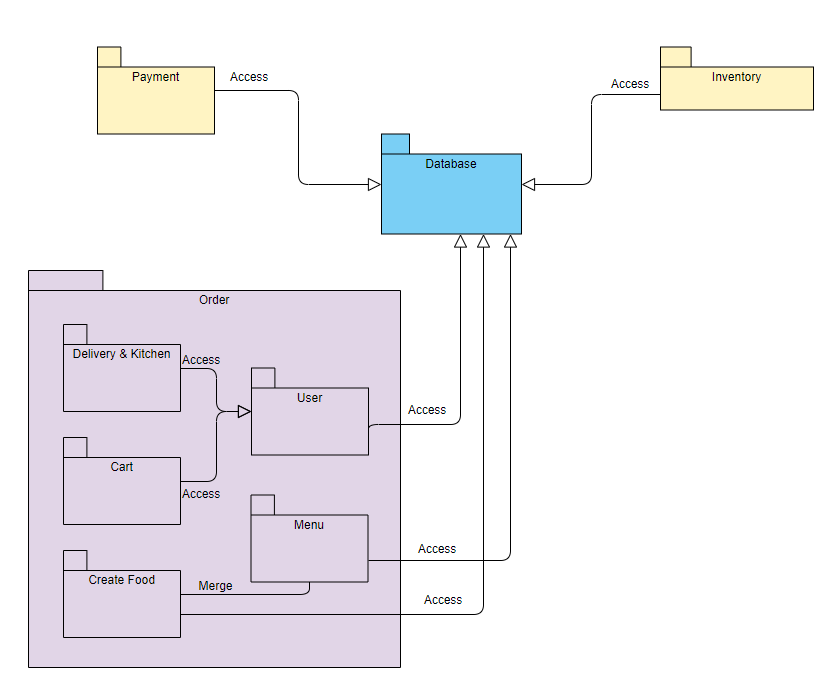 Payment
Access
Inventory
Access
Database
Order
Delivery & Kitchen
Access
User
Access
Cart
Access
Menu
Access
Create Food
Merge
Access